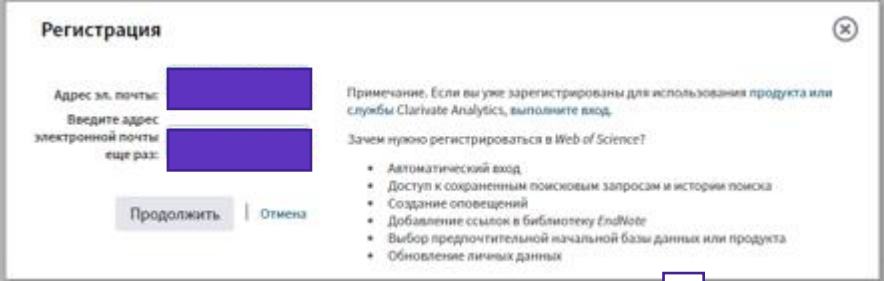 Регистрация
Адрес эл. почты:
Введите адрес
электронной почты
еще раз:
Продолжить | Отмена
Примечание. Если вы уже зарегистрированы для использования продукта или
службы Clarivate Analytics, выполните вход.
Зачем нужно регистрироваться в Web of Science?
• Автоматический вход
• Доступ к сохраненным поисковым запросам и истории поиска
• Создание оповещений
• Добавление ссылок в библиотеку EndNote
• Выбор предпочтительной начальной базы данных или продукта
• Обновление личных данных